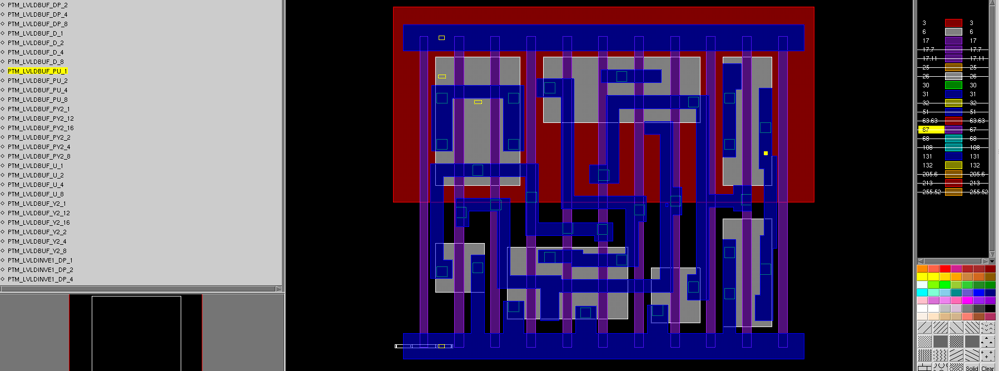 PTM_LVLDBUF_DP_2
PTM_LVLDBUF_DP_4
PTM_LVLDBUF_DP_8
PTM_LVLDBUF_D_1
PTM_LVLDBUF_D_2
PTM_LVLDBUF_D_4
PTM_LVLDBUF_D_8
PTM_LVLDBUF_PU_1
PTM_LVLDBUF_PU_2
PTM_LVLDBUF_PU_4
PTM_LVLDBUF_PU_8
PTM_LVLDBUF_PY2_1
PTM_LVLDBUF_PY2_12
PTM_LVLDBUF_PY2_16
PTM_LVLDBUF_PY2_2
PTM_LVLDBUF_PY2_4
PTM_LVLDBUF_PY2_8
PTM_LVLDBUF_U_1
PTM_LVLDBUF_U_2
PTM_LVLDBUF_U_4
PTM_LVLDBUF_U_8
PTM_LVLDBUF_Y2_1
PTM_LVLDBUF_Y2_12
PTM_LVLDBUF_Y2_16
PTM_LVLDBUF_Y2_2
PTM_LVLDBUF_Y2_4
PTM_LVLDBUF_Y2_8
PTM_LVLDINVE1_DP_1
PTM_LVLDINVE1_DP_2
PTM_LVLDINVE1_DP_4
3 3
6 6
17 17
17.7 17.7
17.11 17.11
25 25
26 26
30 30
31 31
32 32
51 51
63.63 63.63
67 67
68 68
108 108
131 131
132 132
205.6 205.6
213 213
255.52 255.52
Solid Clear